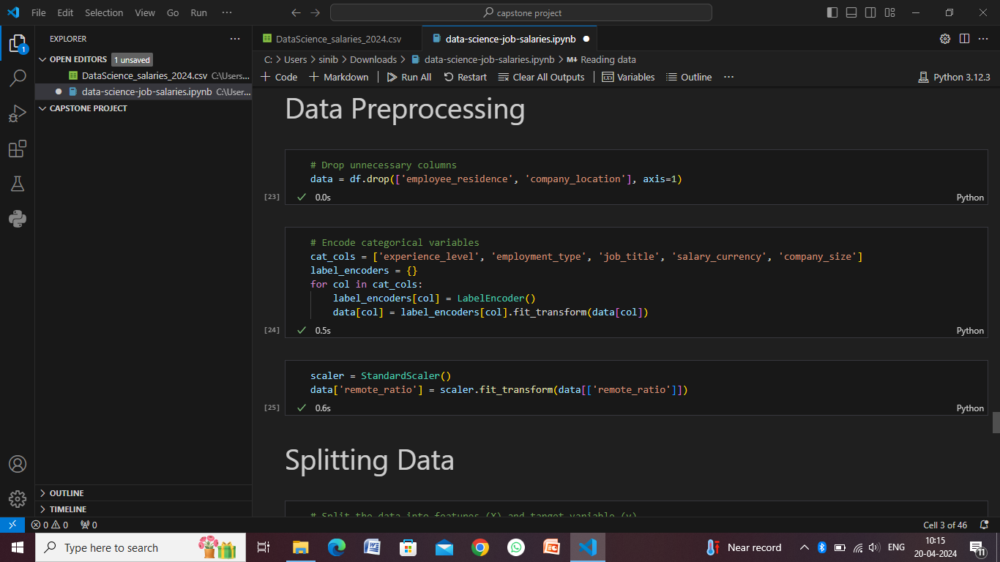 File Edit Selection View Go Run ···
capstone project
EXPLORER ···
OPEN EDITORS 1 unsaved
DataScience_salaries_2024.csv C:\Users...
data-science-job-salaries.ipynb C:\User...
CAPSTONE PROJECT
OUTLINE
TIMELINE
DataScience_salaries_2024.csv
data-science-job-salaries.ipynb
C: > Users > sinib > Downloads > data-science-job-salaries.ipynb > Reading data
+ Code + Markdown Run All Restart Clear All Outputs Variables Outline ··· Python 3.12.3
Data Preprocessing
# Drop unnecessary columns
data = df.drop(['employee_residence', 'company_location'], axis=1)
[23] 0.0s Python
# Encode categorical variables
cat_cols = ['experience_level', 'employment_type', 'job_title', 'salary_currency', 'company_size']
label_encoders = {}
for col in cat_cols:
    label_encoders[col] = LabelEncoder()
    data[col] = label_encoders[col].fit_transform(data[col])
[24] 0.5s Python
scaler = StandardScaler()
data['remote_ratio'] = scaler.fit_transform(data[['remote_ratio']])
[25] 0.6s Python
Splitting Data
# Split the data into features (X) and target variable (y)
0 0 0 Cell 3 of 46
Type here to search
Near record
ENG
10:15
20-04-2024
11
1